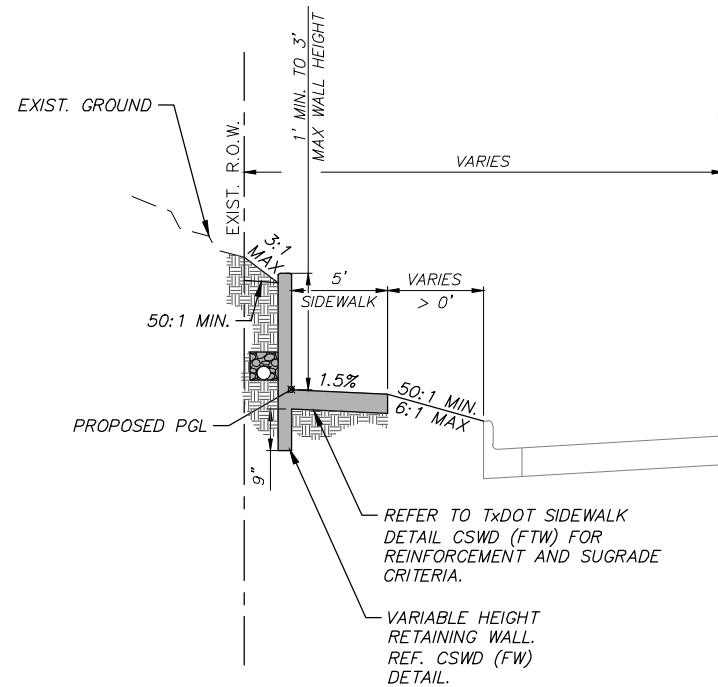 1' MIN. TO 3'
MAX WALL HEIGHT
EXIST. GROUND
EXIST. R.O.W.
VARIES
3:1
MAX
5'
SIDEWALK
VARIES
> 0'
50:1 MIN.
1.5%
50:1 MIN.
6:1 MAX
PROPOSED PGL
9"
REFER TO TxDOT SIDEWALK
DETAIL CSWD (FTW) FOR
REINFORCEMENT AND SUGRADE
CRITERIA.
VARIABLE HEIGHT
RETAINING WALL.
REF. CSWD (FW)
DETAIL.